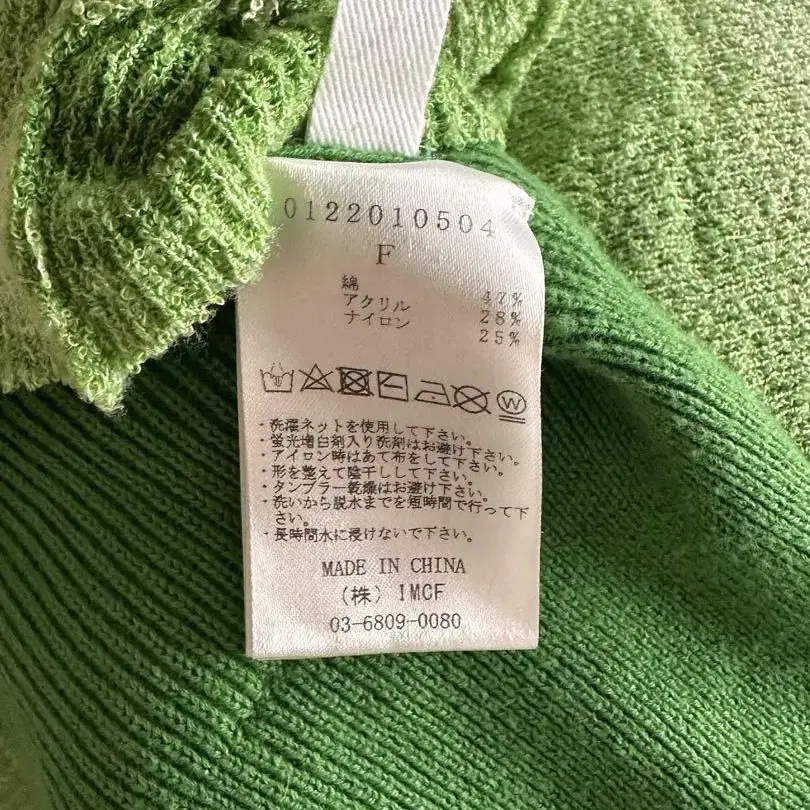 0122010504
F
綿 47%
アクリル 28%
ナイロン 25%
W
・洗濯ネットを使用して下さい。
・蛍光増白剤入り洗剤はお避け下さい。
・アイロン時はあて布をして下さい。
・形を整えて陰干しして下さい。
・タンブラー乾燥はお避け下さい。
・洗いから脱水までを短時間で行って下
さい。
・長時間水に浸けないで下さい。
MADE IN CHINA
(株) IMCF
03-6809-0080